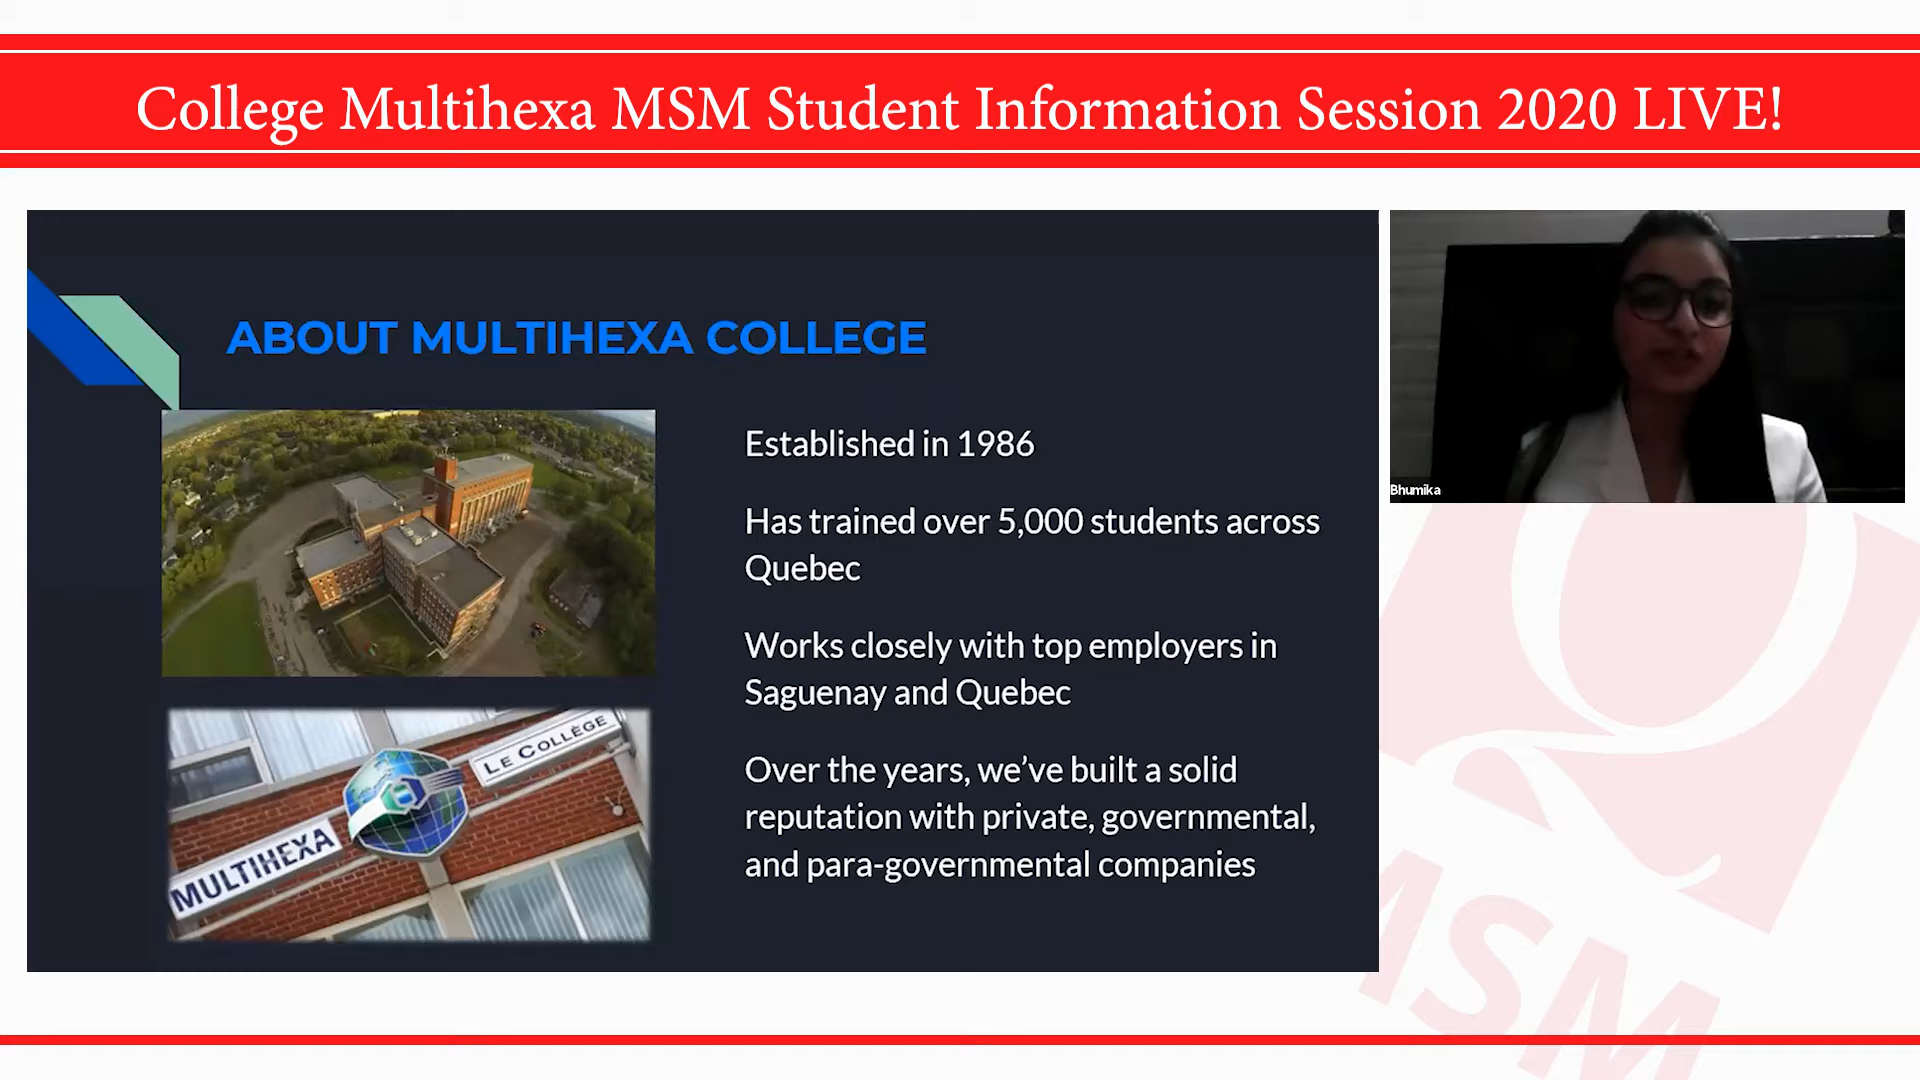 College Multihexa MSM Student Information Session 2020 LIVE!
ABOUT MULTIHEXA COLLEGE
Established in 1986
Has trained over 5,000 students across
Quebec
Works closely with top employers in
Saguenay and Quebec
Over the years, we’ve built a solid
reputation with private, governmental,
and para-governmental companies
MULTIHEXA
LE COLLÈGE
Bhumika
MSM